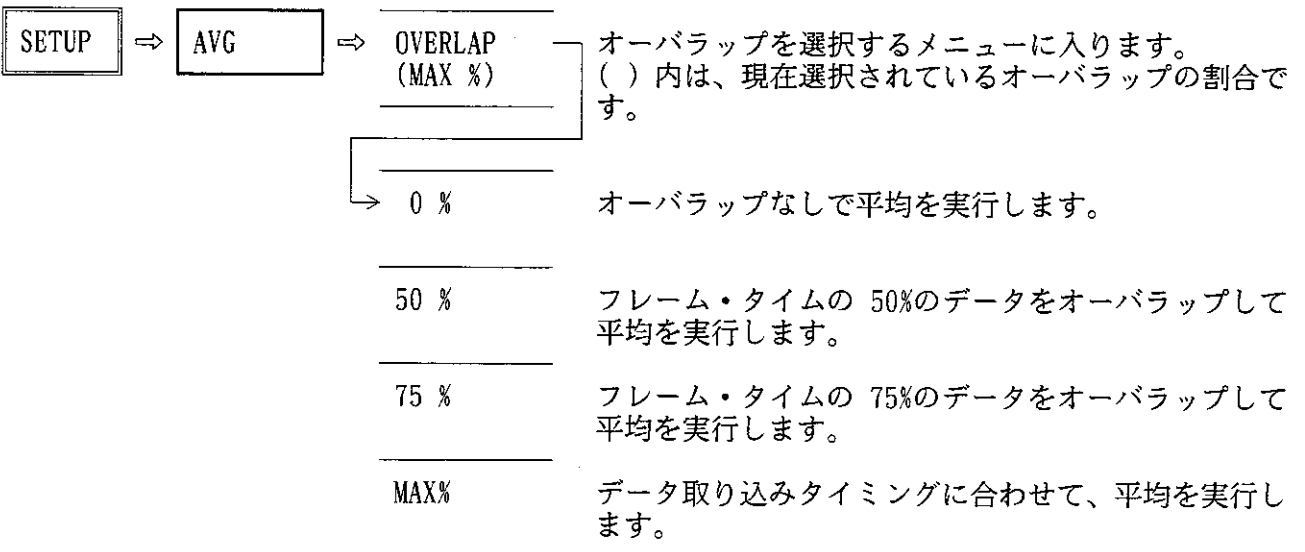 SETUP ⇨ AVG ⇨ OVERLAP オーバラップを選択するメニューに入ります。
(MAX %) ( ) 内は、現在選択されているオーバラップの割合で
す。
0 % オーバラップなしで平均を実行します。
50 % フレーム・タイムの 50%のデータをオーバラップして
平均を実行します。
75 % フレーム・タイムの 75%のデータをオーバラップして
平均を実行します。
MAX% データ取り込みタイミングに合わせて、平均を実行し
ます。